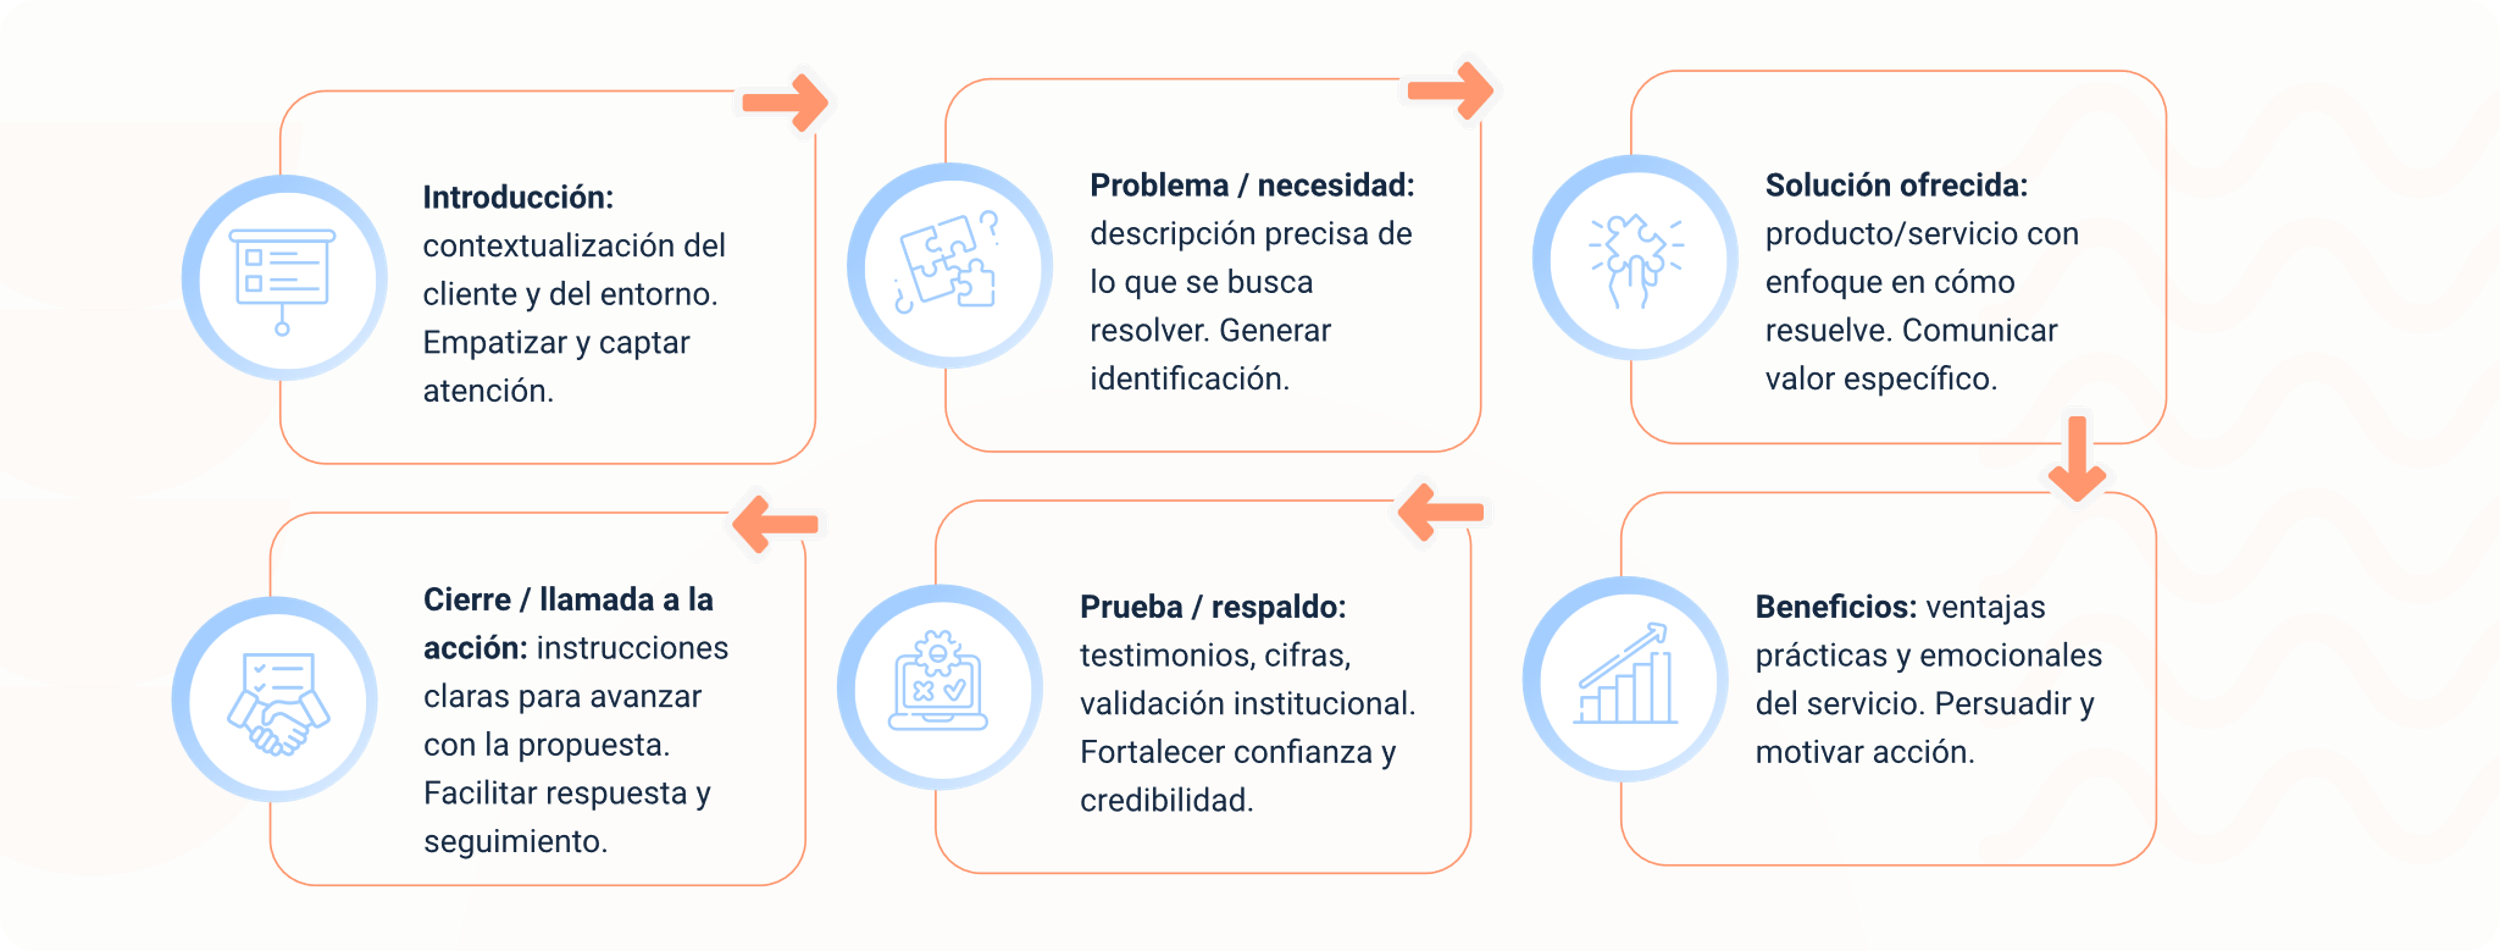 Introducción:
contextualización del
cliente y del entorno.
Empatizar y captar
atención.
Problema / necesidad:
descripción precisa de
lo que se busca
resolver. Generar
identificación.
Solución ofrecida:
producto/servicio con
enfoque en cómo
resuelve. Comunicar
valor específico.
Beneficios: ventajas
prácticas y emocionales
del servicio. Persuadir y
motivar acción.
Prueba / respaldo:
testimonios, cifras,
validación institucional.
Fortalecer confianza y
credibilidad.
Cierre / llamada a la
acción: instrucciones
claras para avanzar
con la propuesta.
Facilitar respuesta y
seguimiento.